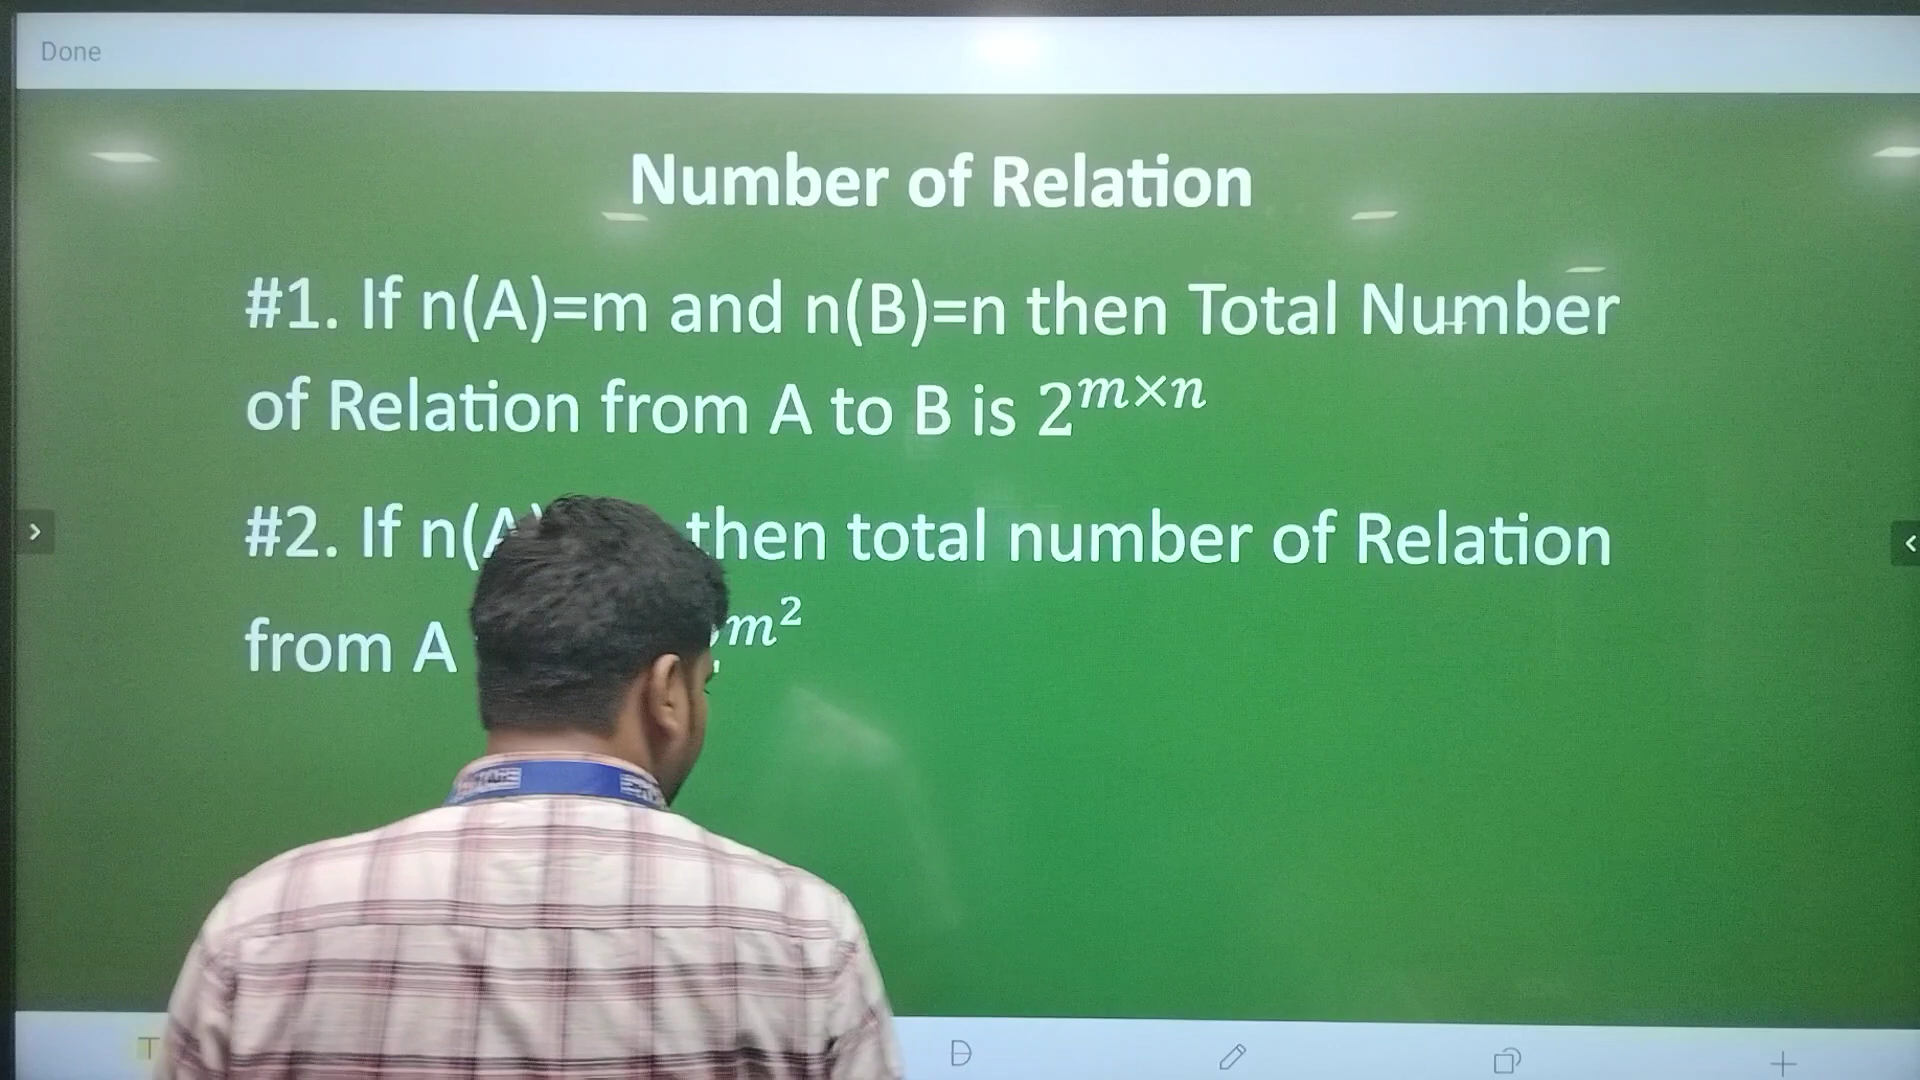 Done
Number of Relation
#1. If n(A)=m and n(B)=n then Total Number
of Relation from A to B is 2^{m×n}
#2. If n(A then total number of Relation
from A m²
T